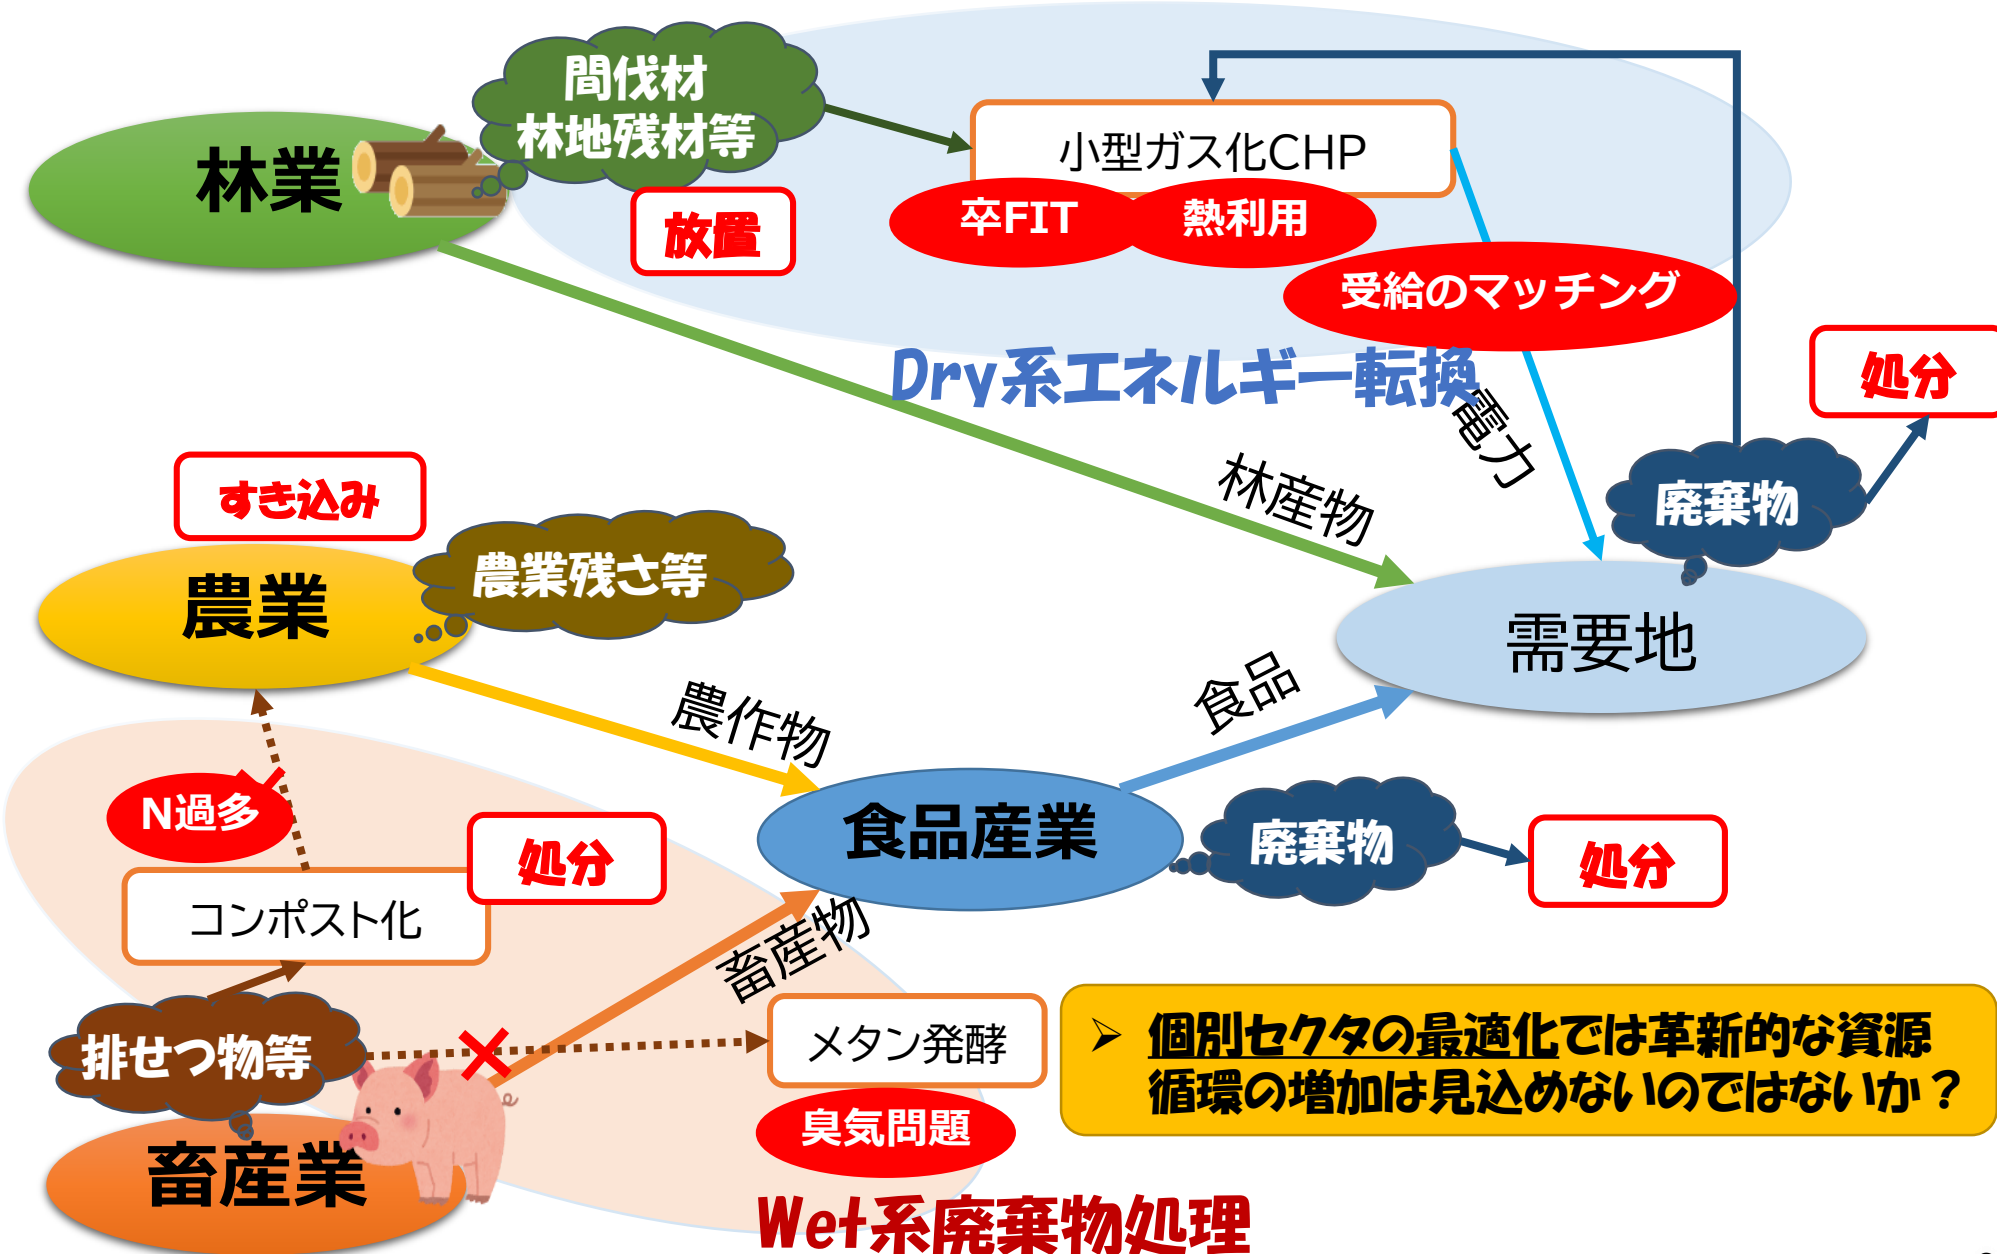 間伐材
林地残材等
林業
小型ガス化CHP
放置
卒FIT
熱利用
受給のマッチング
Dry系エネルギー転換
処分
電力
林産物
廃棄物
すき込み
農業残さ等
農業
需要地
農作物
食品
N過多
食品産業
廃棄物
処分
処分
コンポスト化
畜産物
排せつ物等
メタン発酵
臭気問題
畜産業
➢ 個別セクタの最適化では革新的な資源
循環の増加は見込めないのではないか？
Wet系廃棄物処理